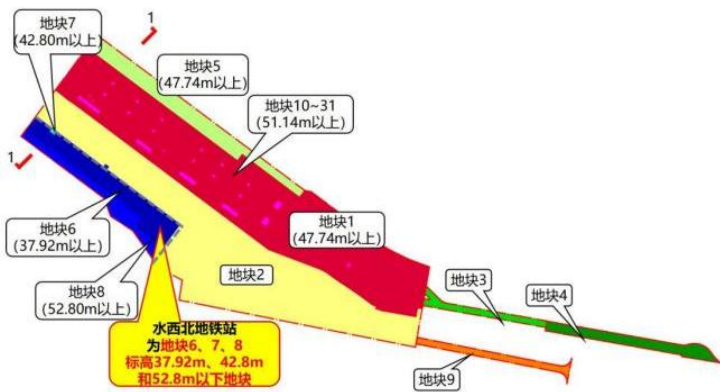 1
地块7
(42.80m以上)
地块5
(47.74m以上)
地块10~31
(51.14m以上)
1
地块6
(37.92m以上)
地块1
(47.74m以上)
地块2
地块3
地块4
地块8
(52.80m以上)
水西北地铁站
为地块6、7、8
标高37.92m、42.8m
和52.8m以下地块
地块9